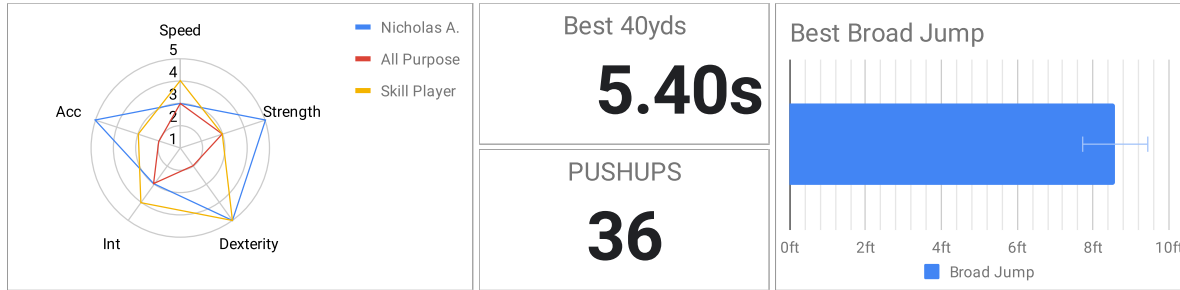 Speed
5
4
3
2
1
Acc
Strength
Int
Dexterity
Nicholas A.
All Purpose
Skill Player
Best 40yds
5.40s
PUSHUPS
36
Best Broad Jump
0ft 2ft 4ft 6ft 8ft 10ft
Broad Jump